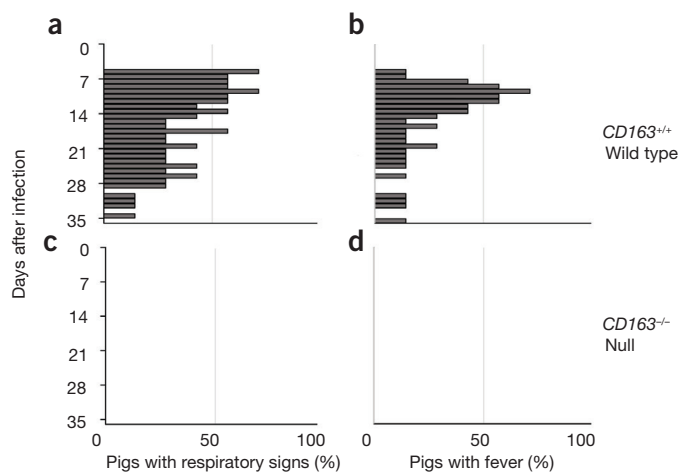 a
b
0
7
14
21
28
35
CD163+/+
Wild type
Days after infection
c
d
0
7
14
21
28
35
CD163–/–
Null
0 50 100
0 50 100
Pigs with respiratory signs (%)
Pigs with fever (%)